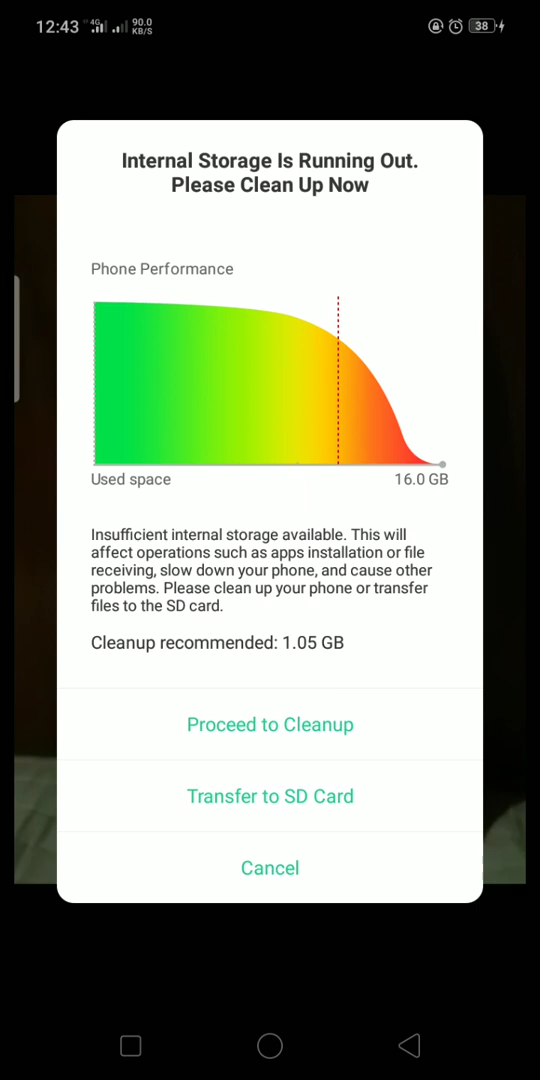 12:43 4G 90.0 KB/S 38
Internal Storage Is Running Out.
Please Clean Up Now
Phone Performance
Used space 16.0 GB
Insufficient internal storage available. This will
affect operations such as apps installation or file
receiving, slow down your phone, and cause other
problems. Please clean up your phone or transfer
files to the SD card.
Cleanup recommended: 1.05 GB
Proceed to Cleanup
Transfer to SD Card
Cancel